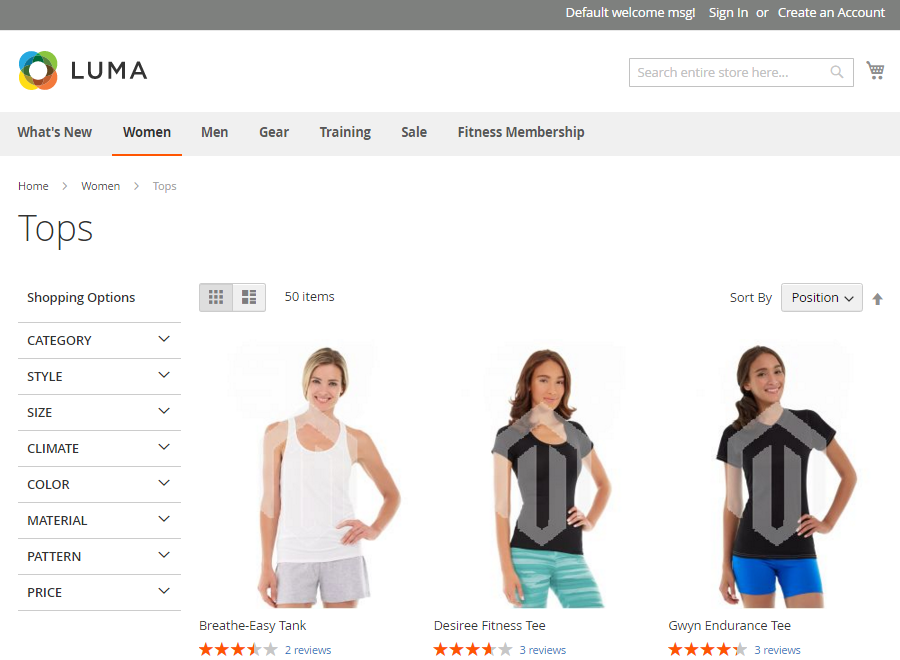 Default welcome msg! Sign In or Create an Account
LUMA
Search entire store here...
What's New Women Men Gear Training Sale Fitness Membership
Home > Women > Tops
Tops
Shopping Options
50 items
Sort By Position
CATEGORY
STYLE
SIZE
CLIMATE
COLOR
MATERIAL
PATTERN
PRICE
Breathe-Easy Tank Desiree Fitness Tee Gwyn Endurance Tee
2 reviews 3 reviews 3 reviews